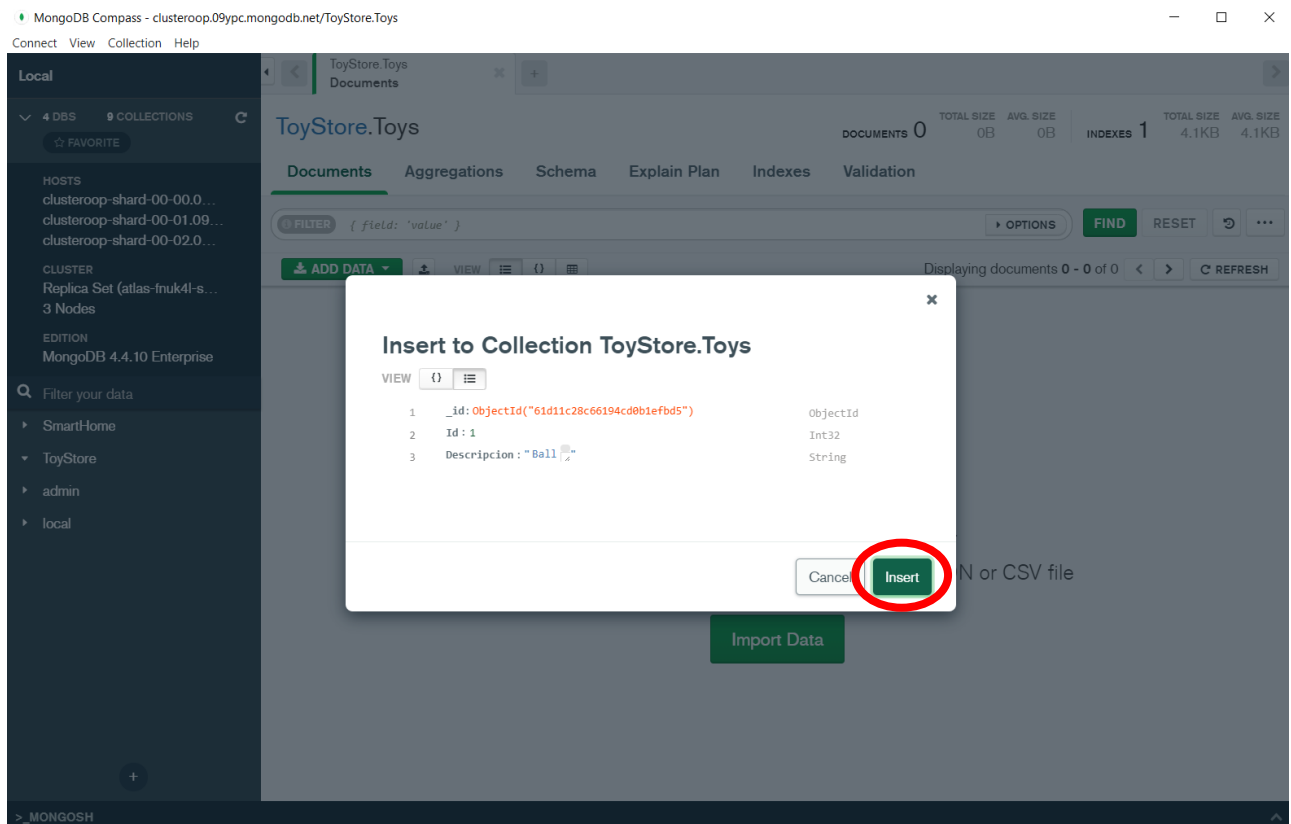 MongoDB Compass - clusteroop.09ypc.mongodb.net/ToyStore.Toys
Connect View Collection Help
Local
4 DBS 9 COLLECTIONS
☆ FAVORITE
HOSTS
clusteroop-shard-00-00.0...
clusteroop-shard-00-01.09...
clusteroop-shard-00-02.0...
CLUSTER
Replica Set (atlas-fnuk4l-s...
3 Nodes
EDITION
MongoDB 4.4.10 Enterprise
Filter your data
SmartHome
ToyStore
admin
local
+
>_MONGOSH
ToyStore.Toys
Documents
+
ToyStore.Toys
DOCUMENTS 0 TOTAL SIZE 0B AVG. SIZE 0B INDEXES 1 TOTAL SIZE 4.1KB AVG. SIZE 4.1KB
Documents Aggregations Schema Explain Plan Indexes Validation
FILTER { field: 'value' } OPTIONS FIND RESET ...
ADD DATA VIEW {} Displaying documents 0 - 0 of 0 < > REFRESH
Insert to Collection ToyStore.Toys
VIEW {}
1 _id: ObjectId("61d11c28c66194cd0b1efbd5") ObjectId
2 Id : 1 Int32
3 Descripcion : "Ball " String
Cancel Insert
N or CSV file
Import Data